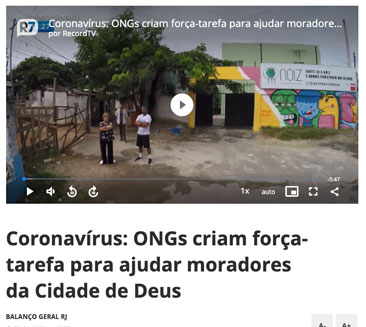 R7
Coronavírus: ONGs criam força-tarefa para ajudar moradore...
por RecordTV
NÓIZ
-5:47
1x
auto
Coronavírus: ONGs criam força-
tarefa para ajudar moradores
da Cidade de Deus
BALANÇO GERAL RJ
A-
A+